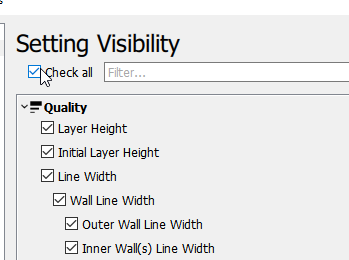 Setting Visibility
Check all Filter...
Quality
Layer Height
Initial Layer Height
Line Width
Wall Line Width
Outer Wall Line Width
Inner Wall(s) Line Width